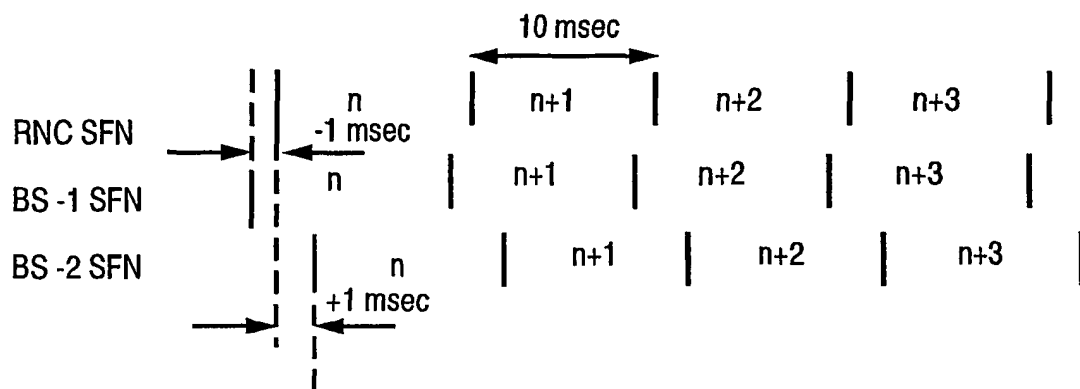 10 msec
RNC SFN n n+1 n+2 n+3
-1 msec
BS -1 SFN n n+1 n+2 n+3
BS -2 SFN n n+1 n+2 n+3
+1 msec